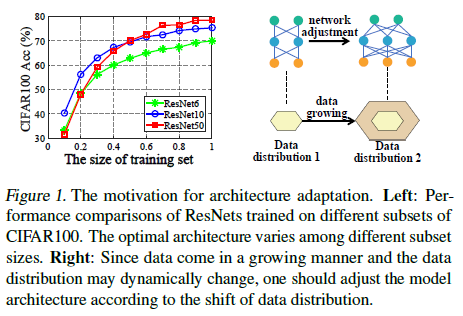 CIFAR100 Acc (%)
80
70
60
50
40
30
0 0.2 0.4 0.6 0.8 1
The size of training set
ResNet6
ResNet10
ResNet50
network
adjustment
data
growing
Data
distribution 1
Data
distribution 2
Figure 1. The motivation for architecture adaptation. Left: Per-
formance comparisons of ResNets trained on different subsets of
CIFAR100. The optimal architecture varies among different subset
sizes. Right: Since data come in a growing manner and the data
distribution may dynamically change, one should adjust the model
architecture according to the shift of data distribution.